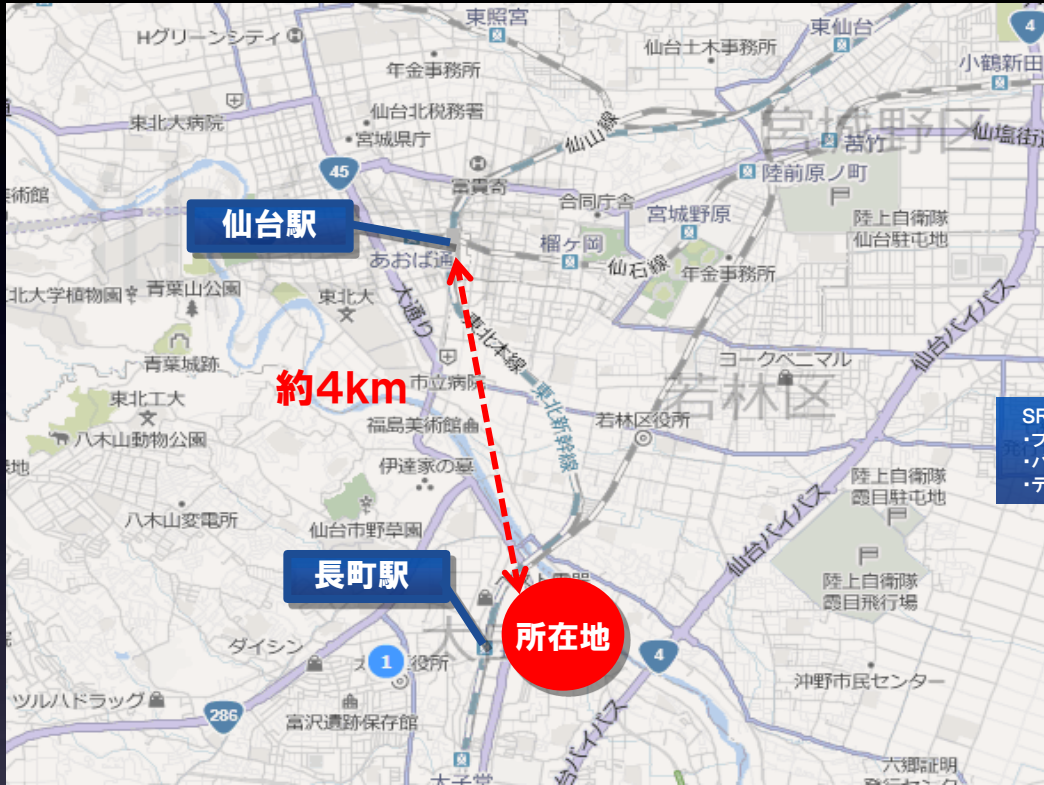 東照宮
東仙台
4
Hグリーンシティ
仙台土木事務所
小鶴新田
年金事務所
仙台北税務署
東北大病院
宮城県庁
仙山線
宮城野区
苦竹
仙塩街道
45
富貴寄
陸前原ノ町
合同庁舎
宮城野原
仙台駅
榴ヶ岡
陸上自衛隊
仙台駐屯地
あおば通
仙石線
年金事務所
北大学植物園
青葉山公園
東北大
大通り
仙台バイパス
東北本線
青葉城跡
ヨークベニマル
約4km
市立病院
若林区
東北工大
東北新幹線
福島美術館
若林区役所
八木山動物公園
伊達家の墓
陸上自衛隊
霞目駐屯地
八木山変電所
仙台市野草園
仙台バイパス
長町駅
陸上自衛隊
霞目飛行場
所在地
ダイシン
1
4
沖野市民センター
ツルハドラッグ
286
富沢遺跡保存館
太子堂
六郷証明